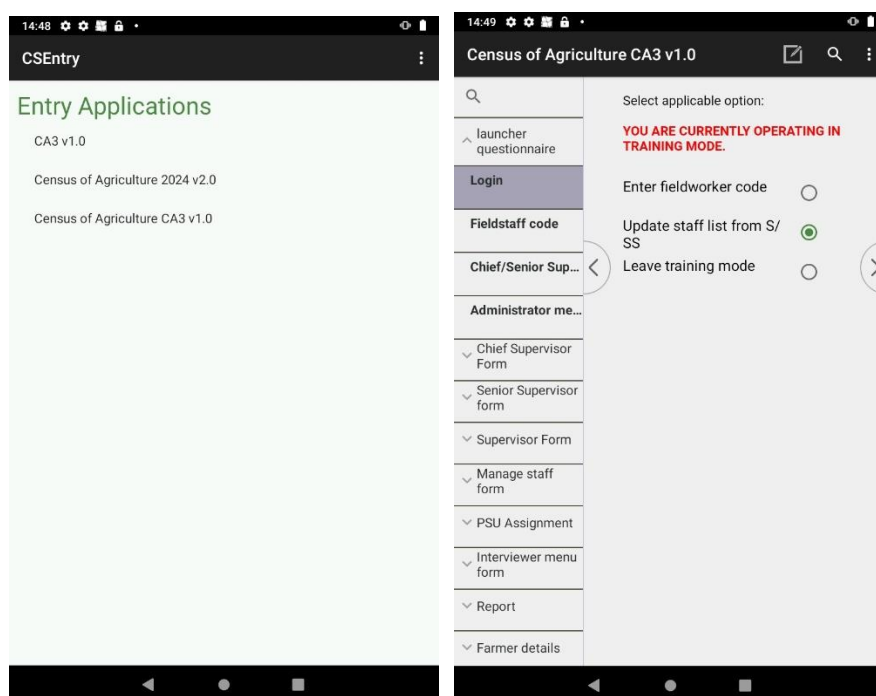 14:48
CSEntry
Entry Applications
CA3 v1.0
Census of Agriculture 2024 v2.0
Census of Agriculture CA3 v1.0
14:49
Census of Agriculture CA3 v1.0
launcher
questionnaire
Login
Fieldstaff code
Chief/Senior Sup...
Administrator me...
Chief Supervisor
Form
Senior Supervisor
form
Supervisor Form
Manage staff
form
PSU Assignment
Interviewer menu
form
Report
Farmer details
Select applicable option:
YOU ARE CURRENTLY OPERATING IN
TRAINING MODE.
Enter fieldworker code
Update staff list from S/
SS
Leave training mode